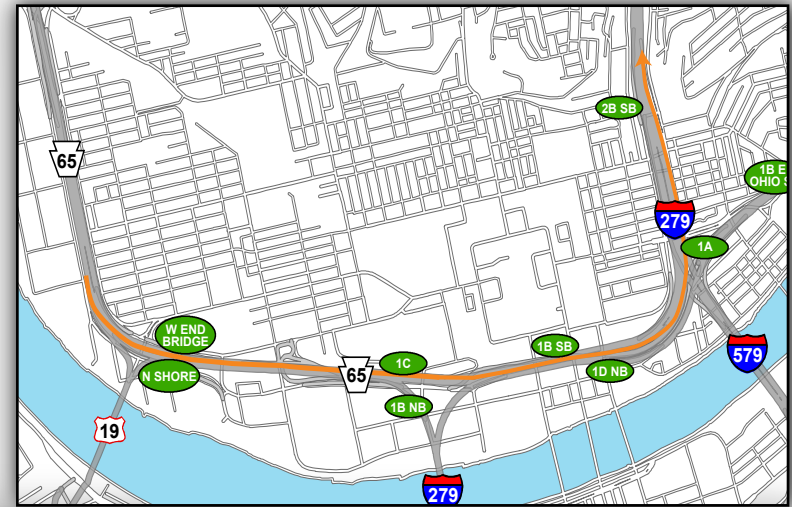 2B SB
65
1B E
OHIO S
279
1A
W END
BRIDGE
1B SB
579
1C
65
1D NB
N SHORE
1B NB
19
279